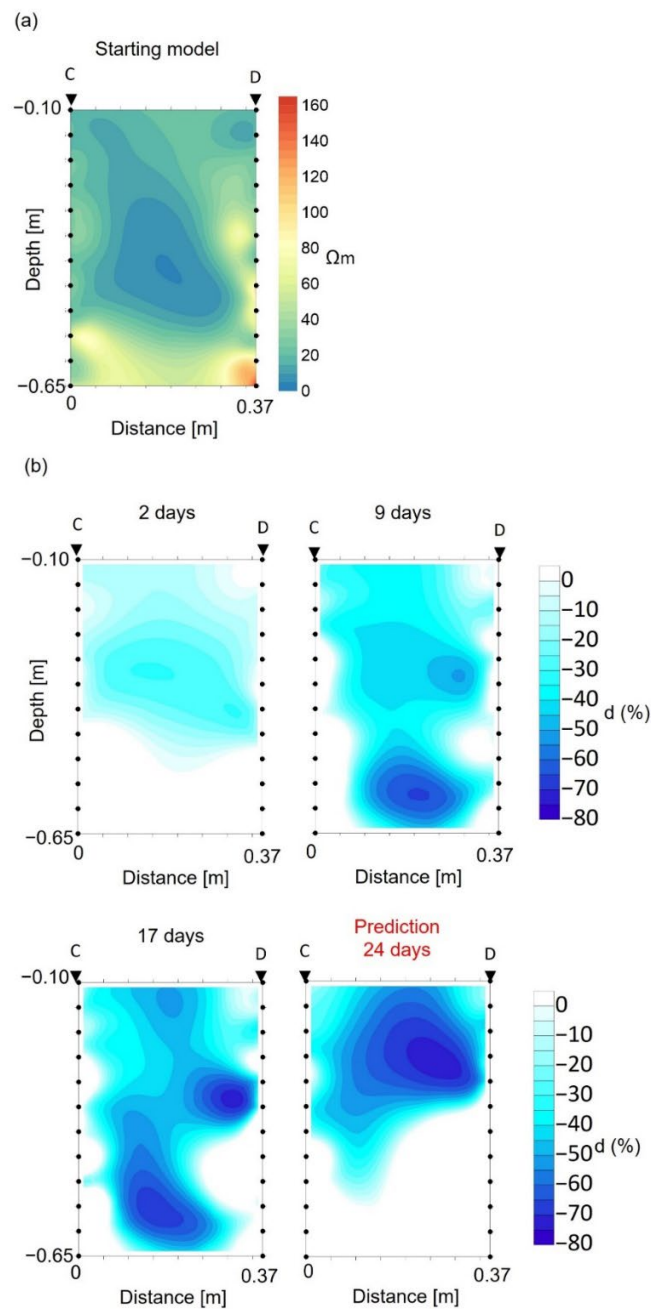 (a)
Starting model
C D
−0.10
160
140
120
100
80
60
40
20
0
Ωm
Depth [m]
−0.65
0 0.37
Distance [m]
(b)
2 days 9 days
C D C D
−0.10
0
−10
−20
−30
−40
−50
−60
−70
−80
d (%)
Depth [m]
−0.65
0 0.37 0 0.37
Distance [m] Distance [m]
17 days Prediction
24 days
C D C D
−0.10
0
−10
−20
−30
−40
−50
−60
−70
−80
d (%)
−0.65
0 0.37 0 0.37
Distance [m] Distance [m]